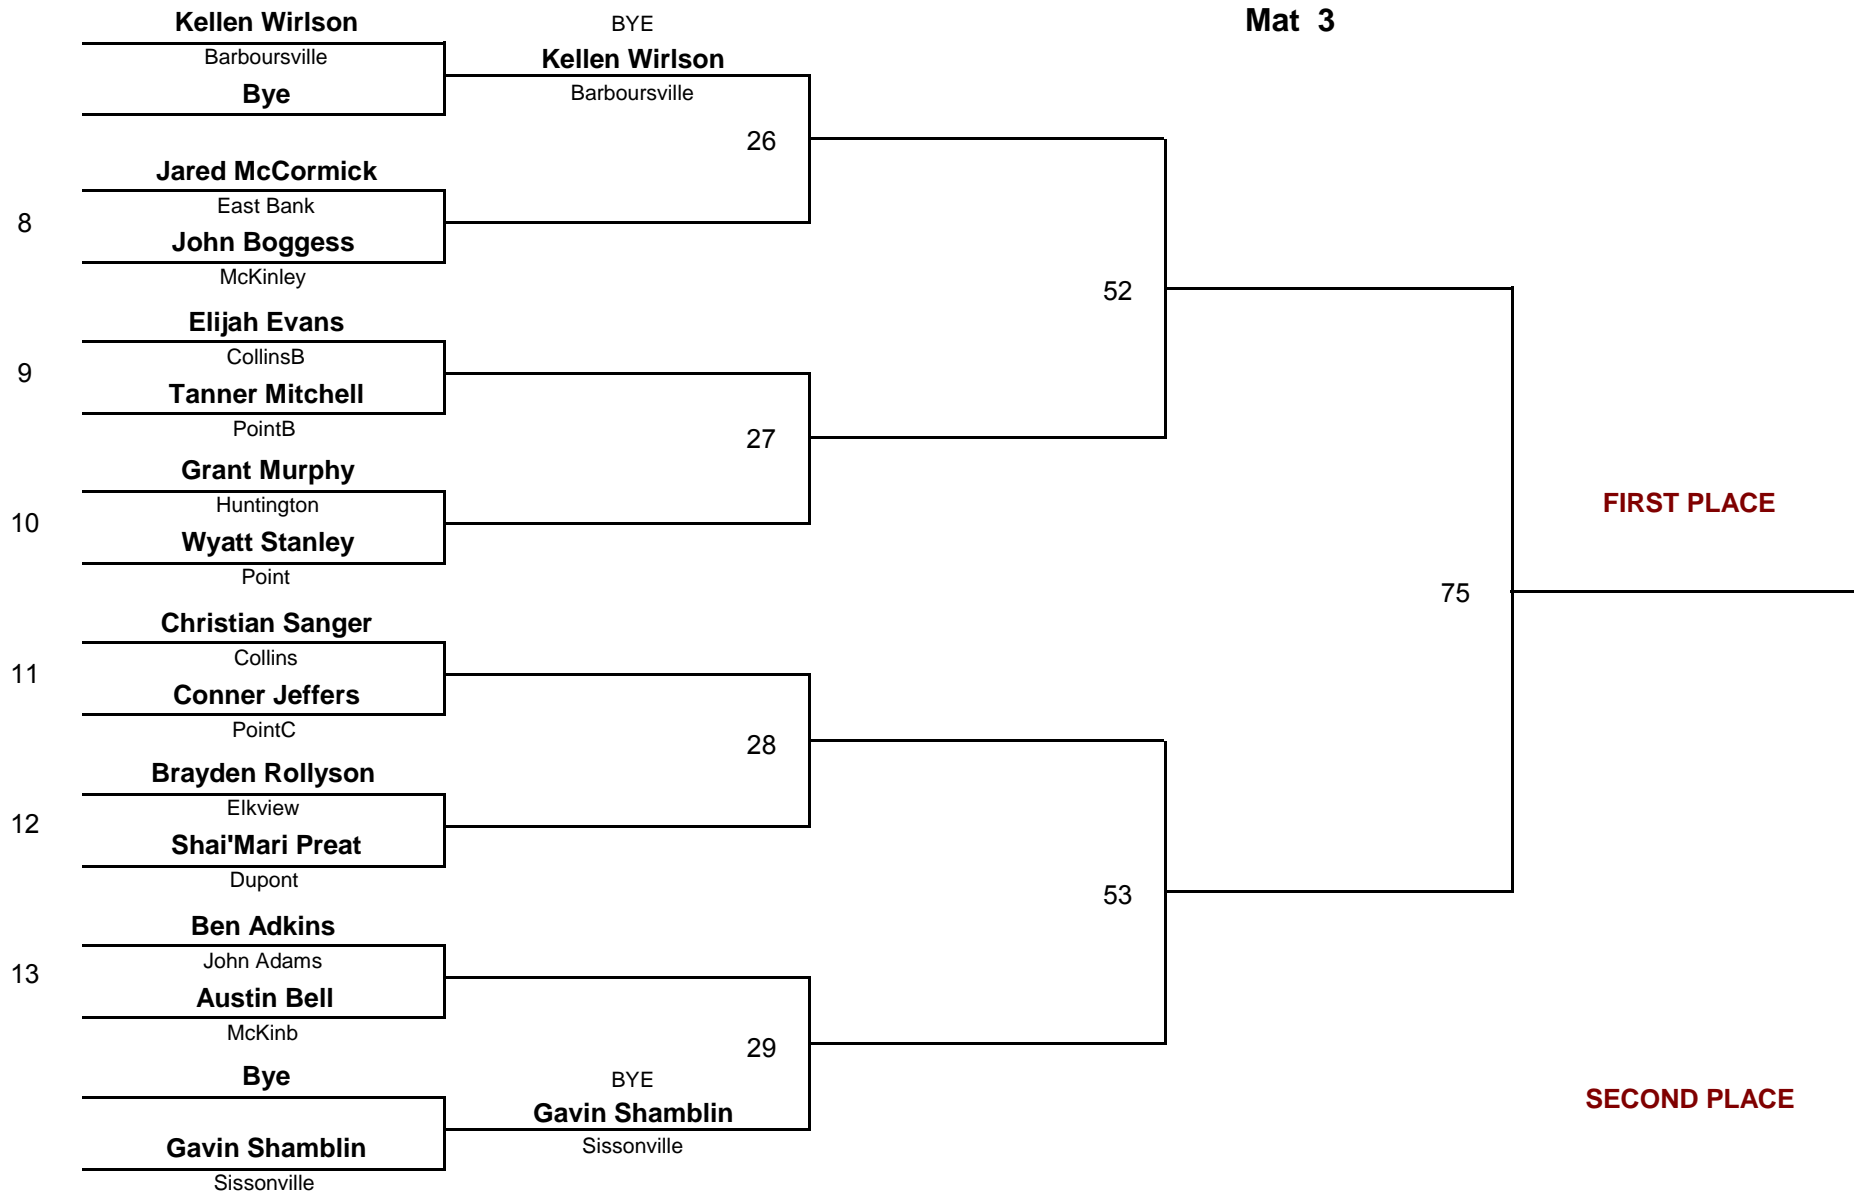 Kellen Wirlson
BYE
Mat 3
Barboursville
Kellen Wirlson
Bye
Barboursville
26
Jared McCormick
East Bank
8
John Boggess
McKinley
52
Elijah Evans
CollinsB
9
Tanner Mitchell
PointB
27
Grant Murphy
Huntington
FIRST PLACE
10
Wyatt Stanley
Point
75
Christian Sanger
Collins
11
Conner Jeffers
PointC
28
Brayden Rollyson
Elkview
12
Shai'Mari Preat
Dupont
53
Ben Adkins
John Adams
13
Austin Bell
McKinb
29
Bye
BYE
SECOND PLACE
Gavin Shamblin
Gavin Shamblin
Sissonville
Sissonville